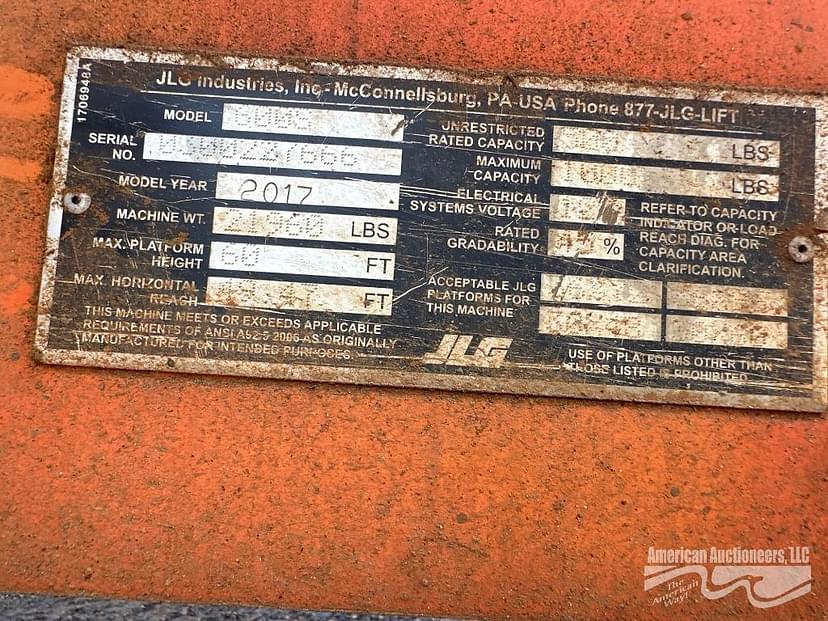 1706948A
JLG Industries, Inc. McConnellsburg, PA USA Phone 877-JLG-LIFT
MODEL 600S
SERIAL NO. 0300227666
MODEL YEAR 2017
MACHINE WT. 21980 LBS
MAX. PLATFORM HEIGHT 60 FT
MAX. HORIZONTAL REACH FT
THIS MACHINE MEETS OR EXCEEDS APPLICABLE
REQUIREMENTS OF ANSI A92.5 2006 AS ORIGINALLY
MANUFACTURED FOR INTENDED PURPOSES.
UNRESTRICTED RATED CAPACITY LBS
MAXIMUM CAPACITY LBS
ELECTRICAL SYSTEMS VOLTAGE
RATED GRADABILITY %
REFER TO CAPACITY
INDICATOR OR LOAD
REACH DIAG. FOR
CAPACITY AREA
CLARIFICATION.
ACCEPTABLE JLG
PLATFORMS FOR
THIS MACHINE
JLG
USE OF PLATFORMS OTHER THAN
THOSE LISTED IS PROHIBITED
American Auctioneers, LLC
The American Way!